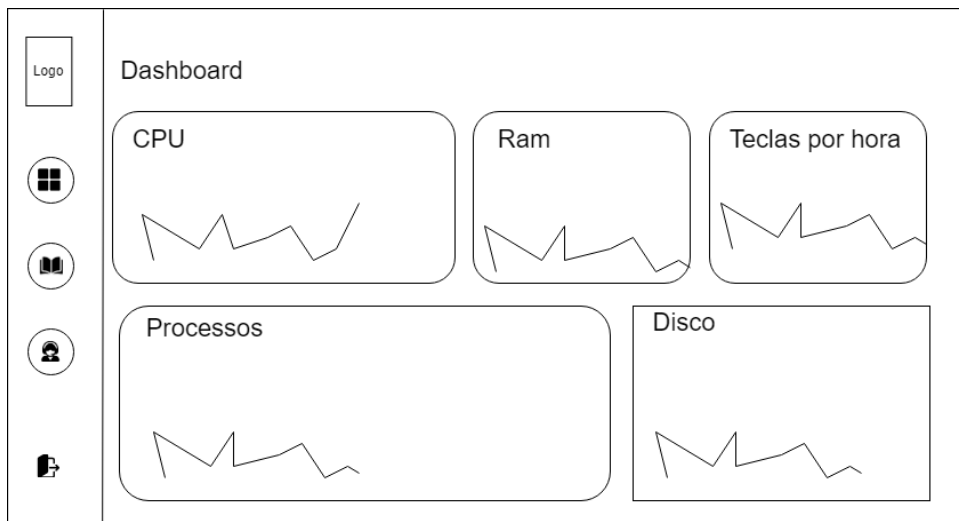 Logo
Dashboard
CPU
Ram
Teclas por hora
Processos
Disco